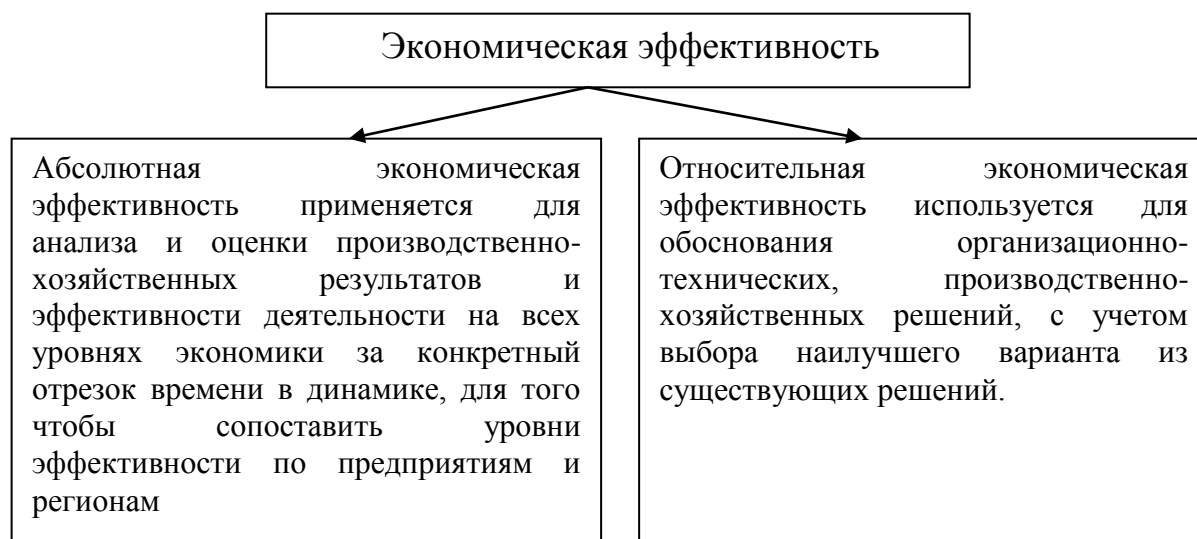 Экономическая эффективность
Абсолютная экономическая
эффективность применяется для
анализа и оценки производственно-
хозяйственных результатов и
эффективности деятельности на всех
уровнях экономики за конкретный
отрезок времени в динамике, для того
чтобы сопоставить уровни
эффективности по предприятиям и
регионам
Относительная экономическая
эффективность используется для
обоснования организационно-
технических, производственно-
хозяйственных решений, с учетом
выбора наилучшего варианта из
существующих решений.